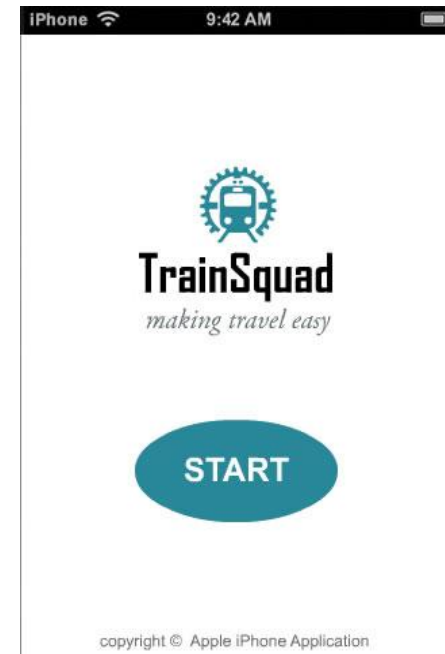 iPhone 9:42 AM
TrainSquad
making travel easy
START
copyright © Apple iPhone Application